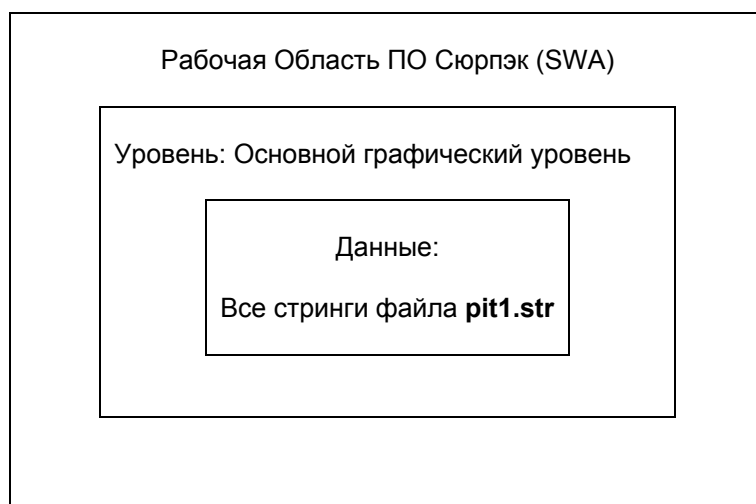 Рабочая Область ПО Сюрпэк (SWA)
Уровень: Основной графический уровень
Данные:
Все стринги файла pit1.str